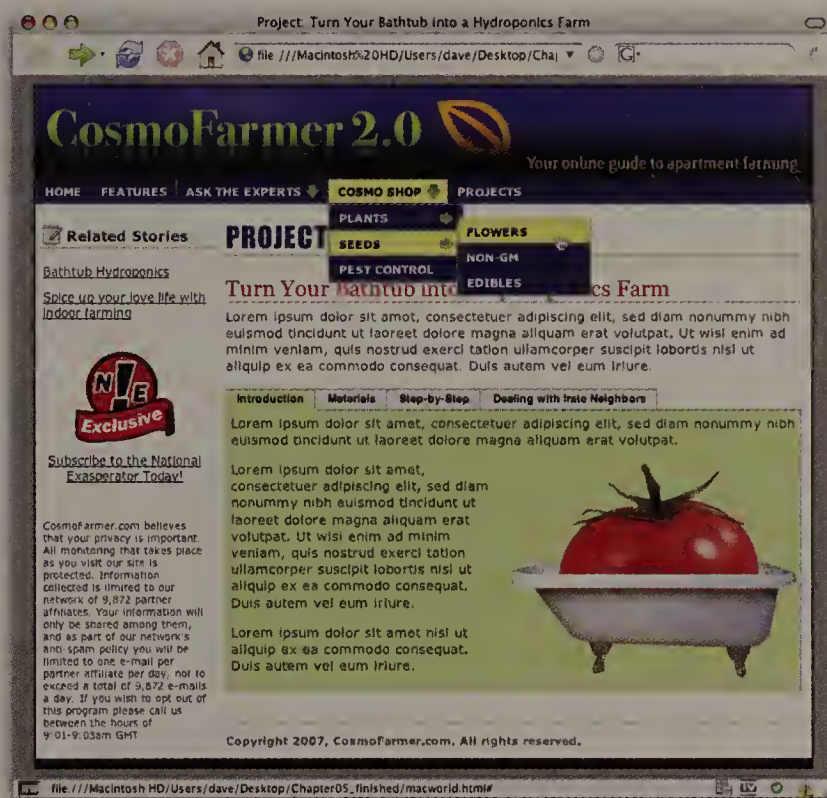 Project: Turn Your Bathtub into a Hydroponics Farm
file:///Macintosh%20HD/Users/dave/Desktop/Chap
G
CosmoFarmer 2.0
Your online guide to apartment farming
HOME FEATURES ASK THE EXPERTS COSMO SHOP PROJECTS
PLANTS
SEEDS
PEST CONTROL
FLOWERS
NON-GM
EDIBLES
Related Stories
Bathtub Hydroponics
Spice up your love life with
indoor farming
N!E
Exclusive
Subscribe to the National
Exasperator Today!
CosmoFarmer.com believes
that your privacy is important.
All monitoring that takes place
as you visit our site is
protected. Information
collected is limited to our
network of 9,872 partner
affiliates. Your information will
only be shared among them,
and as part of our network's
anti-spam policy you will be
limited to one e-mail per
partner affiliate per day, not to
exceed a total of 9,872 e-mails
a day. If you wish to opt out of
this program please call us
between the hours of
9:01-9:03am GMT
PROJECT
Turn Your Bathtub into cs Farm
Lorem ipsum dolor sit amet, consectetuer adipiscing elit, sed diam nonummy nibh
euismod tincidunt ut laoreet dolore magna aliquam erat volutpat. Ut wisi enim ad
minim veniam, quis nostrud exerci tation ullamcorper suscipit lobortis nisl ut
aliquip ex ea commodo consequat. Duis autem vel eum iriure.
Introduction Materials Step-by-Step Dealing with Irate Neighbors
Lorem ipsum dolor sit amet, consectetuer adipiscing elit, sed diam nonummy nibh
euismod tincidunt ut laoreet dolore magna aliquam erat volutpat.
Lorem ipsum dolor sit amet,
consectetuer adipiscing elit, sed diam
nonummy nibh euismod tincidunt ut
laoreet dolore magna aliquam erat
volutpat. Ut wisi enim ad minim
veniam, quis nostrud exerci tation
ullamcorper suscipit lobortis nisl ut
aliquip ex ea commodo consequat.
Duis autem vel eum iriure.
Lorem ipsum dolor sit amet nisl ut
aliquip ex ea commodo consequat.
Duis autem vel eum iriure.
Copyright 2007, CosmoFarmer.com, All rights reserved.
file:///Macintosh HD/Users/dave/Desktop/Chapter05_finished/macworld.html#